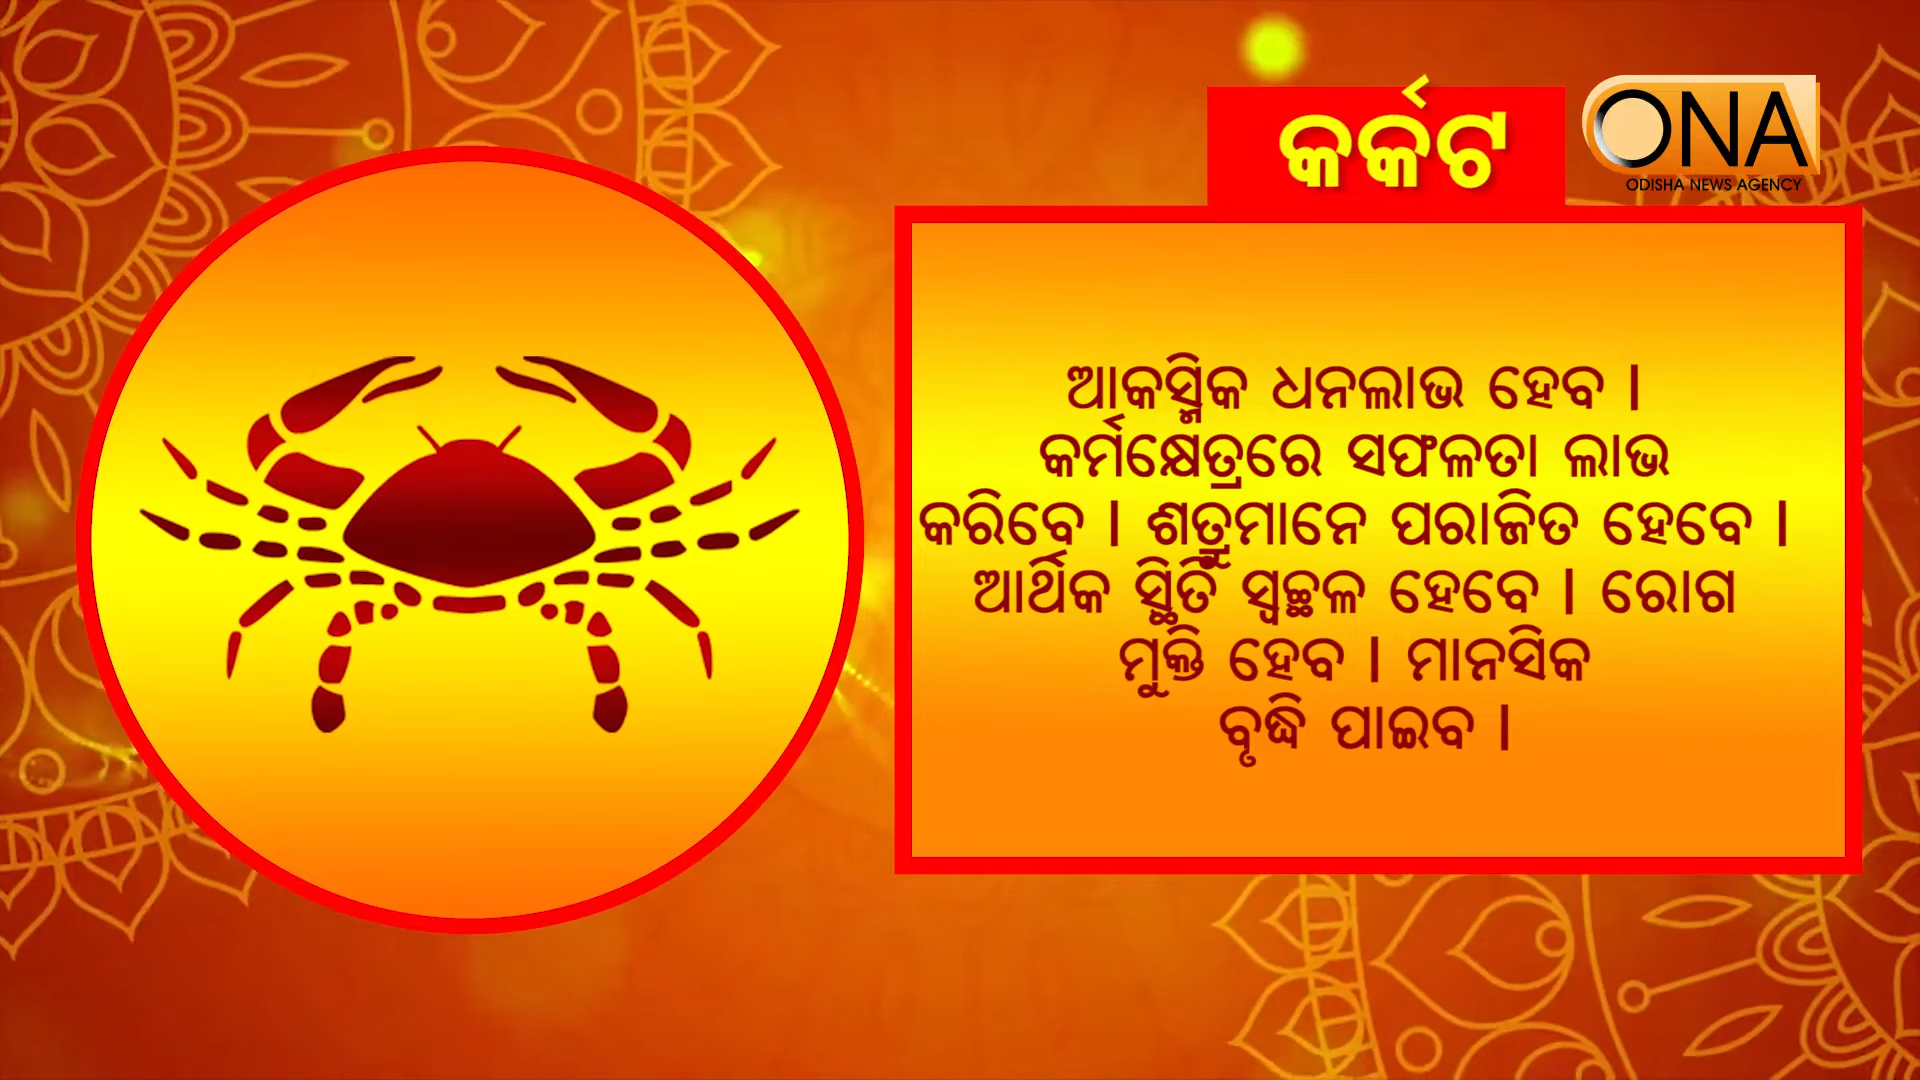 କର୍କଟ
ONA
ODISHA NEWS AGENCY
ଆକସ୍ମିକ ଧନଲାଭ ହେବ ।
କର୍ମକ୍ଷେତ୍ରରେ ସଫଳତା ଲାଭ
କରିବେ । ଶତ୍ରୁମାନେ ପରାଜିତ ହେବେ ।
ଆର୍ଥିକ ସ୍ଥିତି ସ୍ୱଚ୍ଛଳ ହେବେ । ରୋଗ
ମୁକ୍ତି ହେବ । ମାନସିକ
ବୃଦ୍ଧି ପାଇବ ।